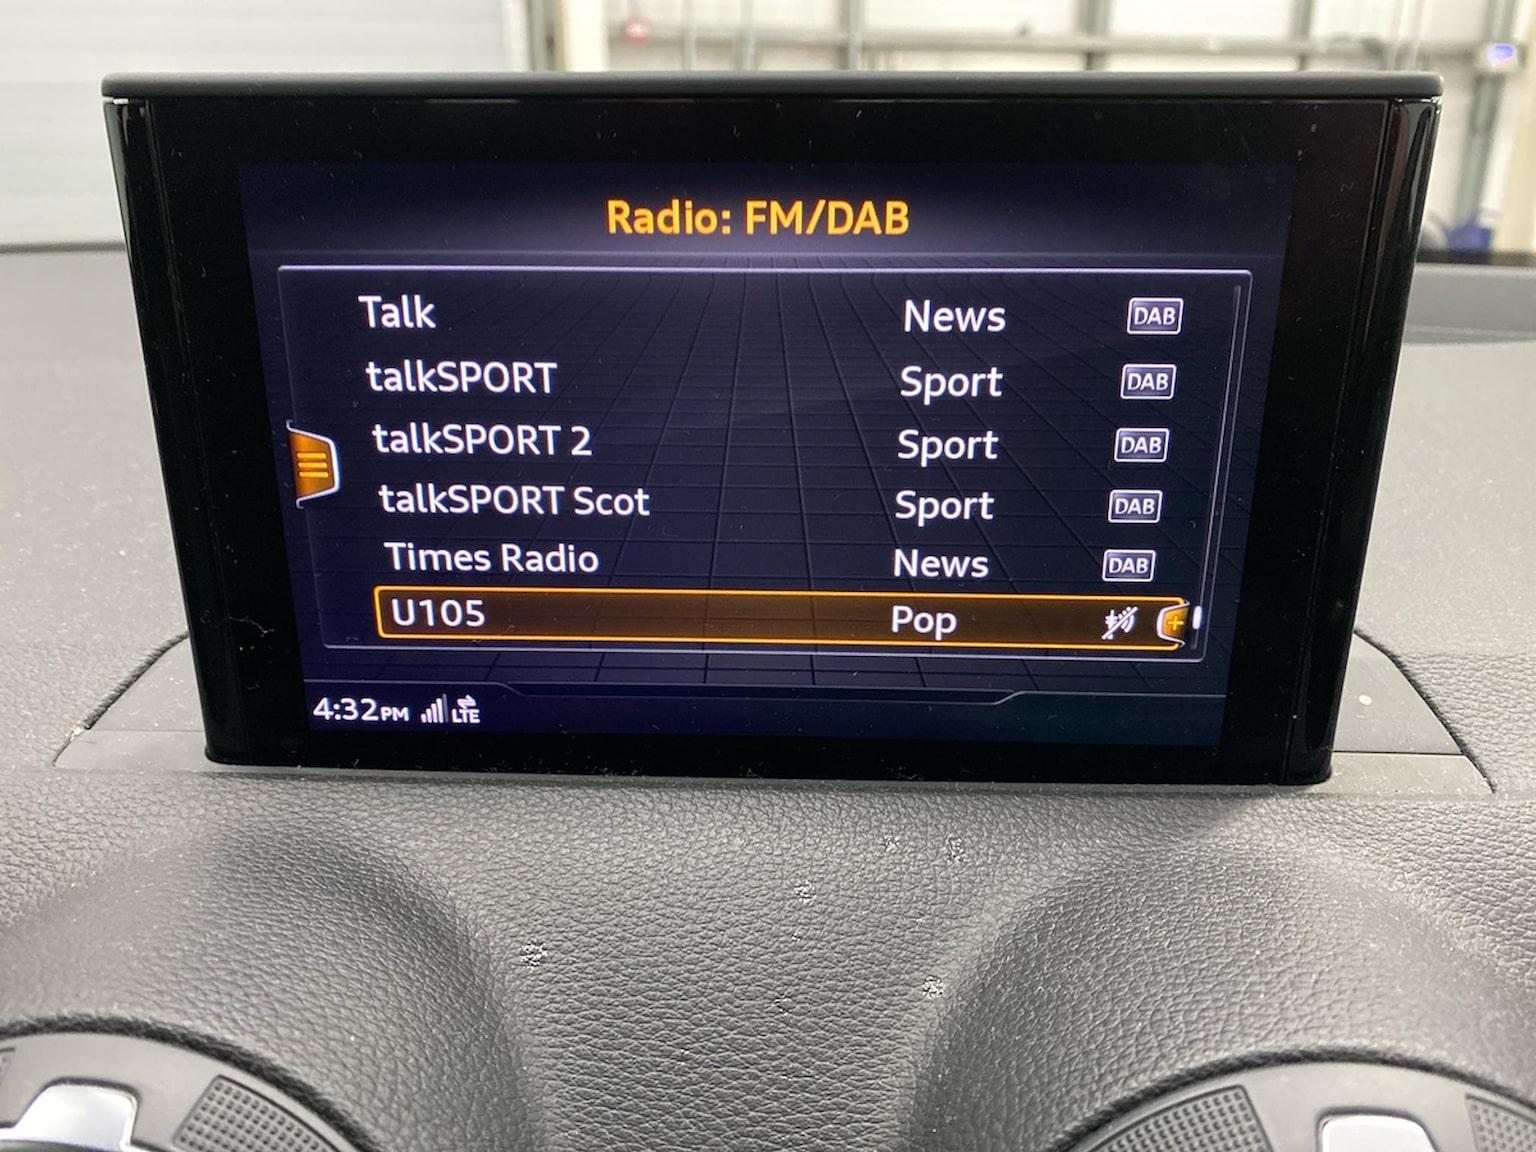 Radio: FM/DAB
Talk News DAB
talkSPORT Sport DAB
talkSPORT 2 Sport DAB
talkSPORT Scot Sport DAB
Times Radio News DAB
U105 Pop
4:32PM LTE